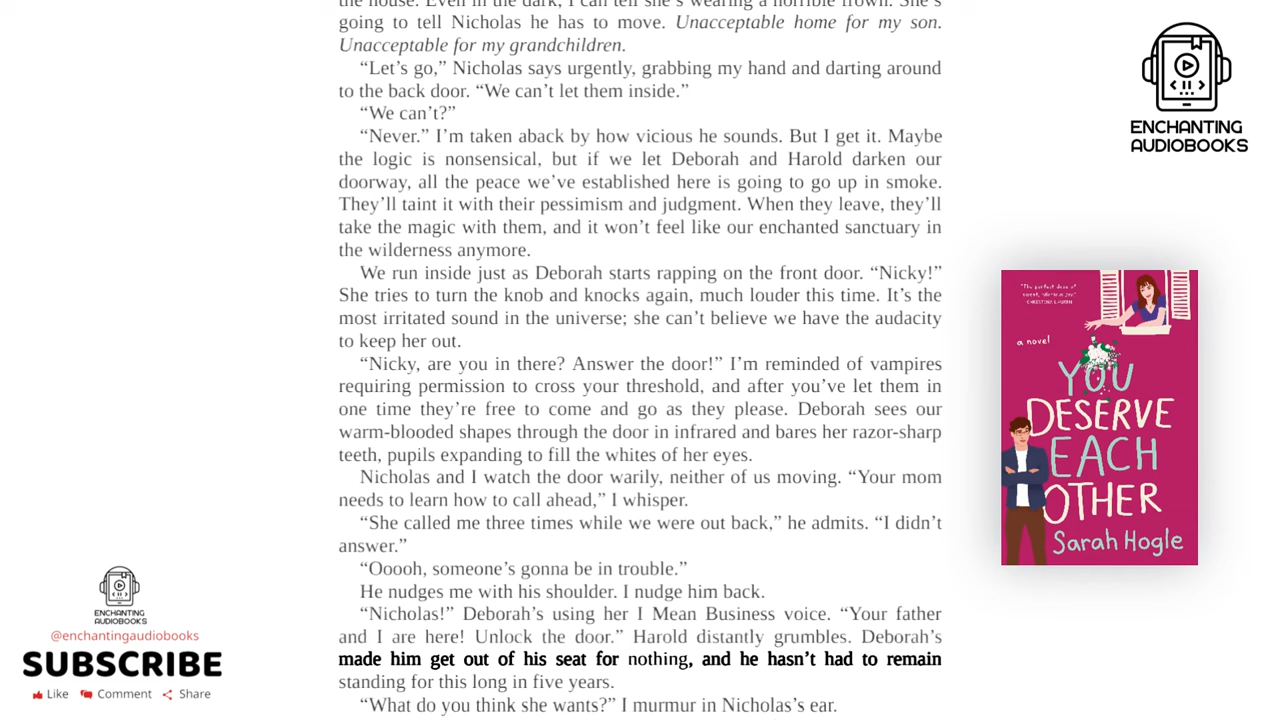 the house. Even in the dark, I can tell she's wearing a horrible frown. She's
going to tell Nicholas he has to move. Unacceptable home for my son.
Unacceptable for my grandchildren.
“Let's go,” Nicholas says urgently, grabbing my hand and darting around
to the back door. “We can't let them inside.”
“We can't?”
“Never.” I'm taken aback by how vicious he sounds. But I get it. Maybe
the logic is nonsensical, but if we let Deborah and Harold darken our
doorway, all the peace we've established here is going to go up in smoke.
They'll taint it with their pessimism and judgment. When they leave, they'll
take the magic with them, and it won't feel like our enchanted sanctuary in
the wilderness anymore.
We run inside just as Deborah starts rapping on the front door. “Nicky!”
She tries to turn the knob and knocks again, much louder this time. It's the
most irritated sound in the universe; she can't believe we have the audacity
to keep her out.
“Nicky, are you in there? Answer the door!” I'm reminded of vampires
requiring permission to cross your threshold, and after you've let them in
one time they're free to come and go as they please. Deborah sees our
warm-blooded shapes through the door in infrared and bares her razor-sharp
teeth, pupils expanding to fill the whites of her eyes.
Nicholas and I watch the door warily, neither of us moving. “Your mom
needs to learn how to call ahead,” I whisper.
“She called me three times while we were out back,” he admits. “I didn't
answer.”
“Ooooh, someone's gonna be in trouble.”
He nudges me with his shoulder. I nudge him back.
“Nicholas!” Deborah's using her I Mean Business voice. “Your father
and I are here! Unlock the door.” Harold distantly grumbles. Deborah's
made him get out of his seat for nothing, and he hasn't had to remain
standing for this long in five years.
“What do you think she wants?” I murmur in Nicholas's ear.
ENCHANTING
AUDIOBOOKS
"The perfect dose of
CHRISTINA LAUREN
a novel
YOU
DESERVE
EACH
OTHER
Sarah Hogle
ENCHANTING
AUDIOBOOKS
@enchantingaudiobooks
SUBSCRIBE
Like Comment Share